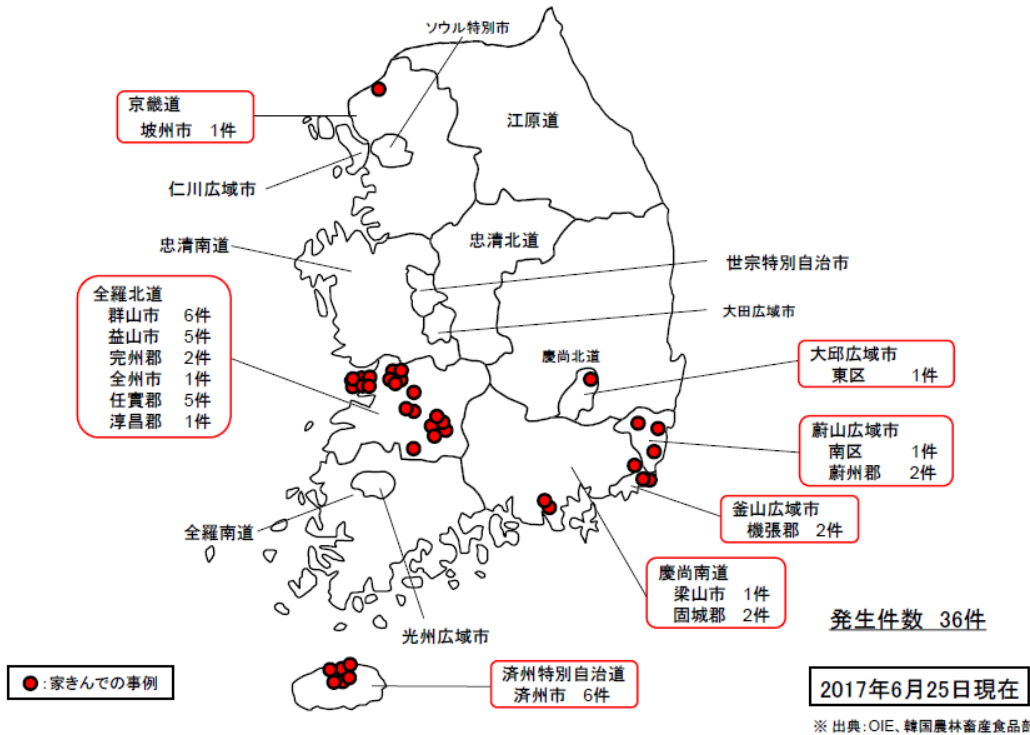 ソウル特別市
京畿道
坡州市 1件
江原道
仁川広域市
忠清北道
忠清南道
世宗特別自治市
大田広域市
全羅北道
群山市 6件
益山市 5件
完州郡 2件
全州市 1件
任實郡 5件
淳昌郡 1件
慶尚北道
大邱広域市
東区 1件
蔚山広域市
南区 1件
蔚州郡 2件
釜山広域市
機張郡 2件
全羅南道
慶尚南道
梁山市 1件
固城郡 2件
光州広域市
発生件数 36件
:家きんでの事例
済州特別自治道
済州市 6件
2017年6月25日現在
※ 出典:OIE、韓国農林畜産食品部